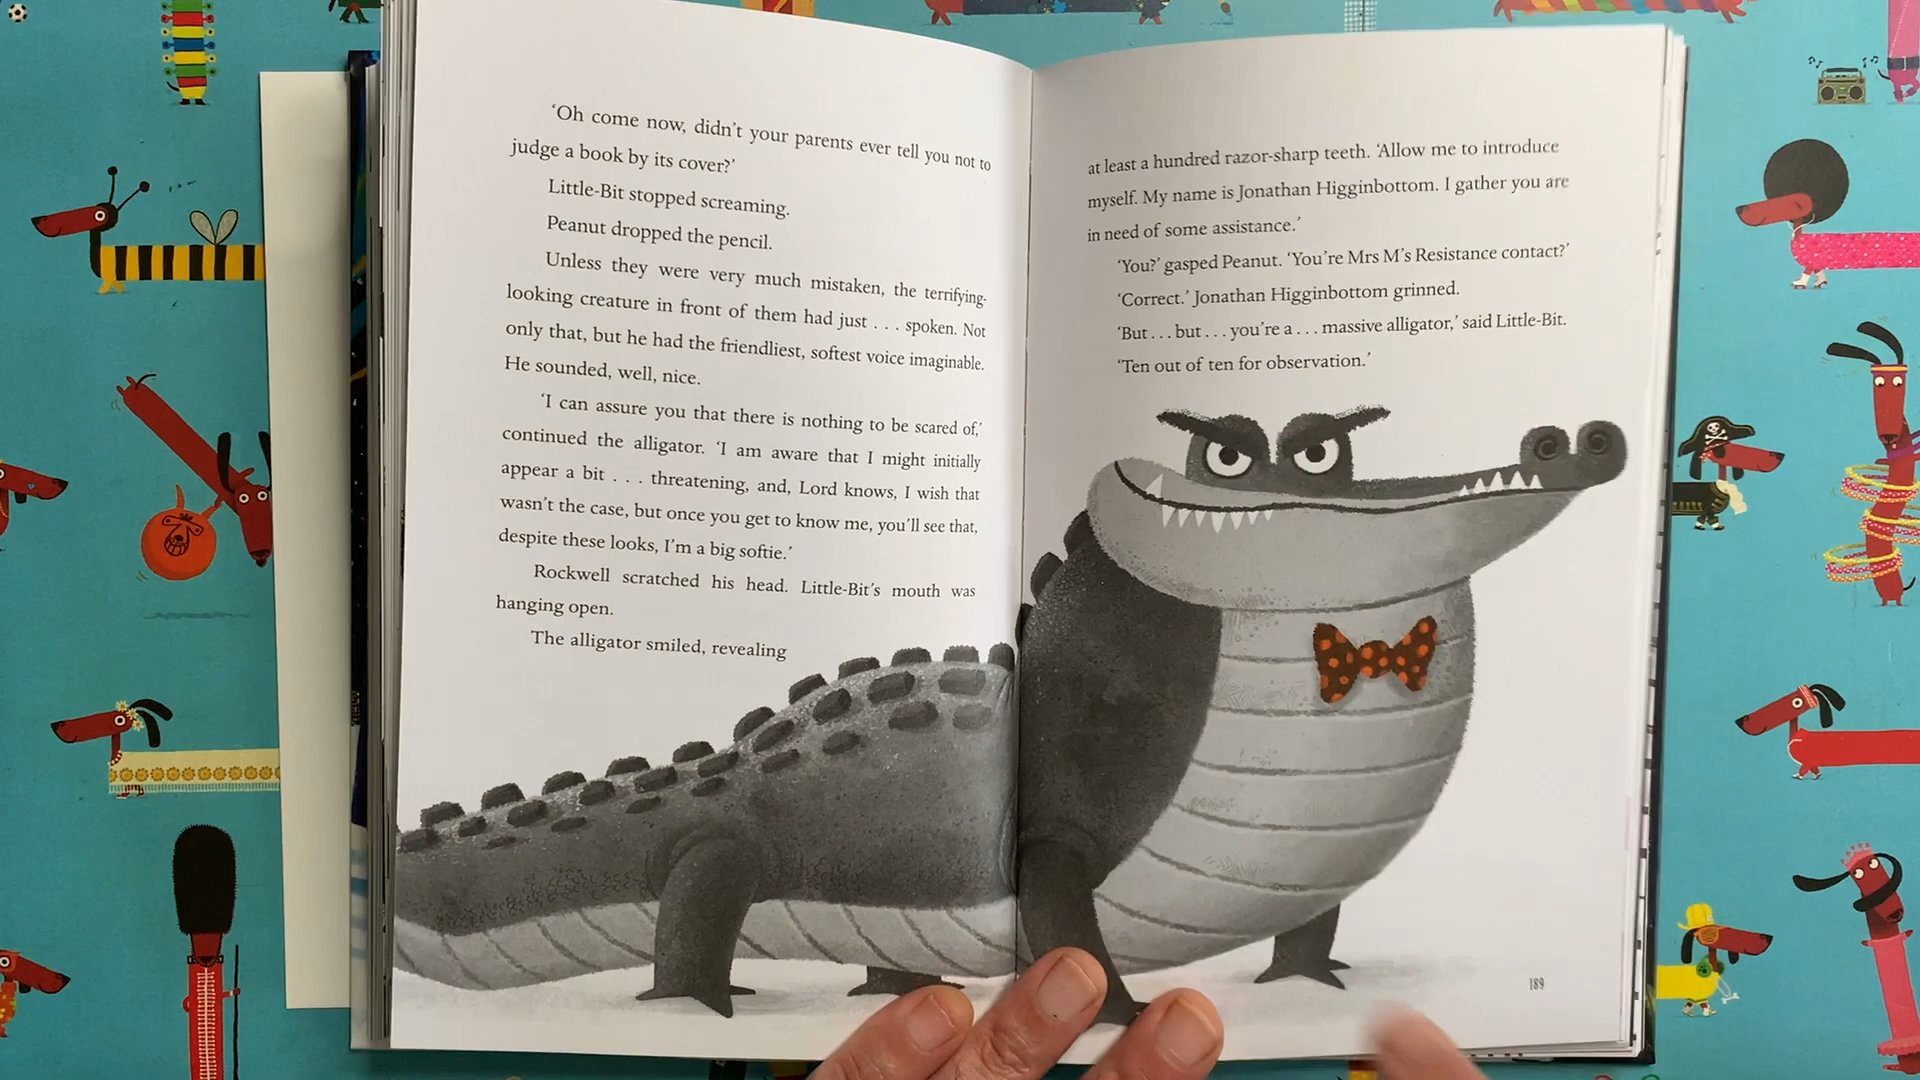 ‘Oh come now, didn’t your parents ever tell you not to
judge a book by its cover?’
Little-Bit stopped screaming.
Peanut dropped the pencil.
Unless they were very much mistaken, the terrifying-
looking creature in front of them had just . . . spoken. Not
only that, but he had the friendliest, softest voice imaginable.
He sounded, well, nice.
‘I can assure you that there is nothing to be scared of,’
continued the alligator. ‘I am aware that I might initially
appear a bit . . . threatening, and, Lord knows, I wish that
wasn’t the case, but once you get to know me, you’ll see that,
despite these looks, I’m a big softie.’
Rockwell scratched his head. Little-Bit’s mouth was
hanging open.
The alligator smiled, revealing
at least a hundred razor-sharp teeth. ‘Allow me to introduce
myself. My name is Jonathan Higginbottom. I gather you are
in need of some assistance.’
‘You?’ gasped Peanut. ‘You’re Mrs M’s Resistance contact?’
‘Correct.’ Jonathan Higginbottom grinned.
‘But . . . but . . . you’re a . . . massive alligator,’ said Little-Bit.
‘Ten out of ten for observation.’
189